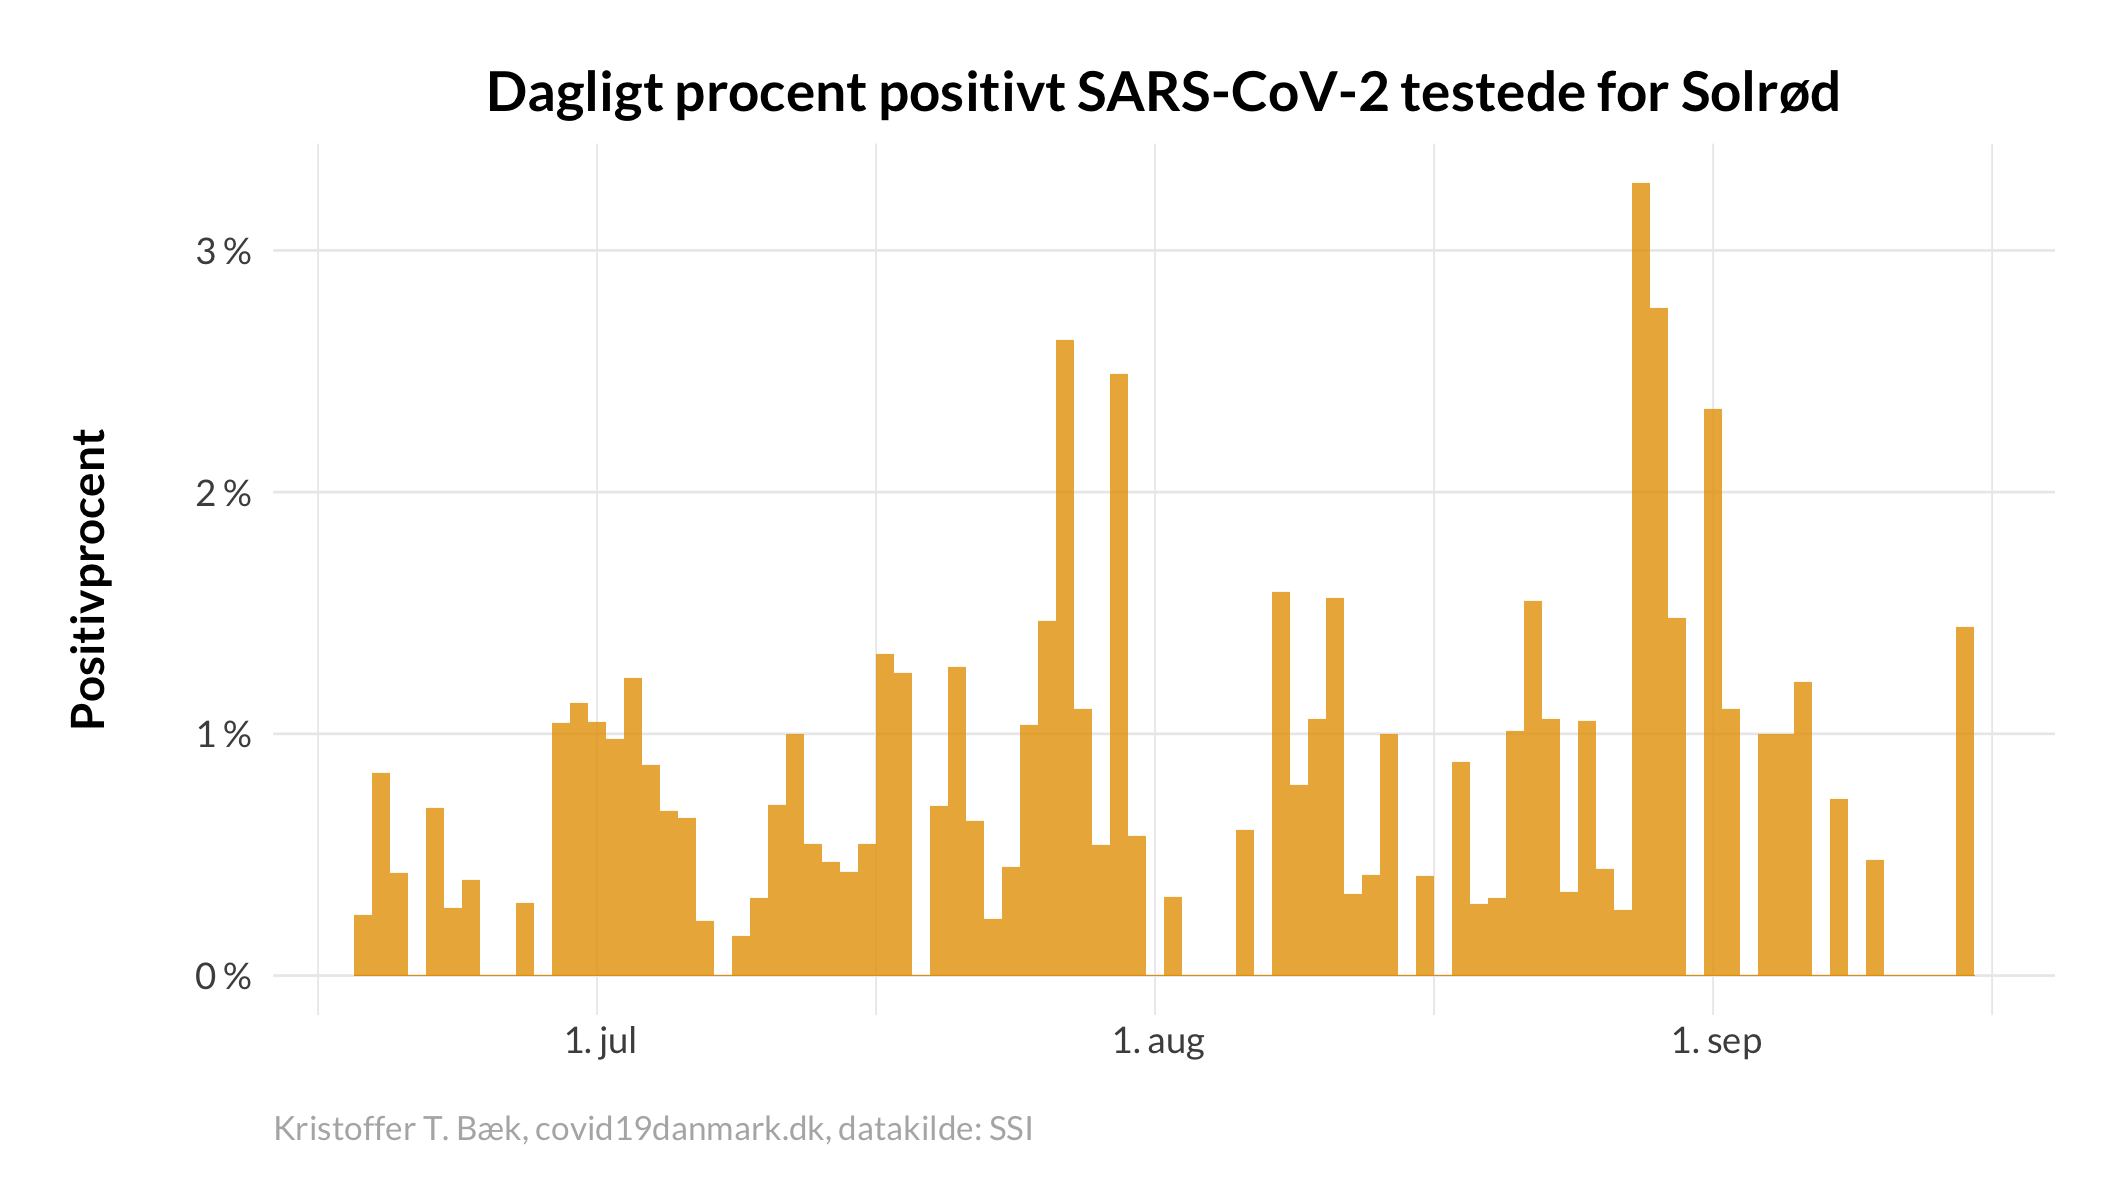 Dagligt procent positivt SARS-CoV-2 testede for Solrød
Positivprocent
3 %
2 %
1 %
0 %
1. jul
1. aug
1. sep
Kristoffer T. Bæk, covid19danmark.dk, datakilde: SSI